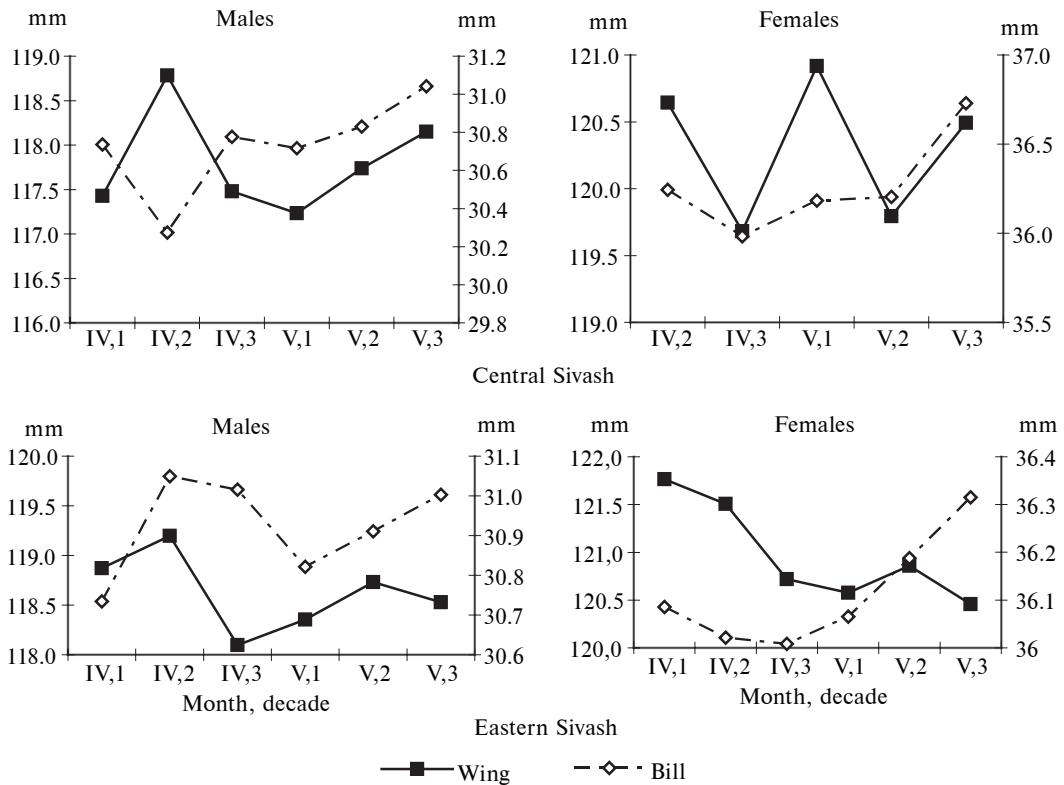 mm Males Females mm
mm mm
119.0 31.2 121.0 37.0
118.5 31.0
118.0 30.8 120.5 36.5
117.5 30.6 120.0
117.0 30.4 36.0
116.5 30.2 119.5
116.0 30.0 119.0 35.5
29.8
IV,1 IV,2 IV,3 V,1 V,2 V,3 IV,2 IV,3 V,1 V,2 V,3
Central Sivash
mm Males mm mm Females mm
120.0 31.1 122,0 36.4
119.5 31.0 121.5 36.3
119.0 30.9 121,0 36.2
118.5 30.8 120.5 36.1
118.0 30.7 120,0 36
30.6
IV,1 IV,2 IV,3 V,1 V,2 V,3 IV,1 IV,2 IV,3 V,1 V,2 V,3
Month, decade Month, decade
Eastern Sivash
Wing Bill